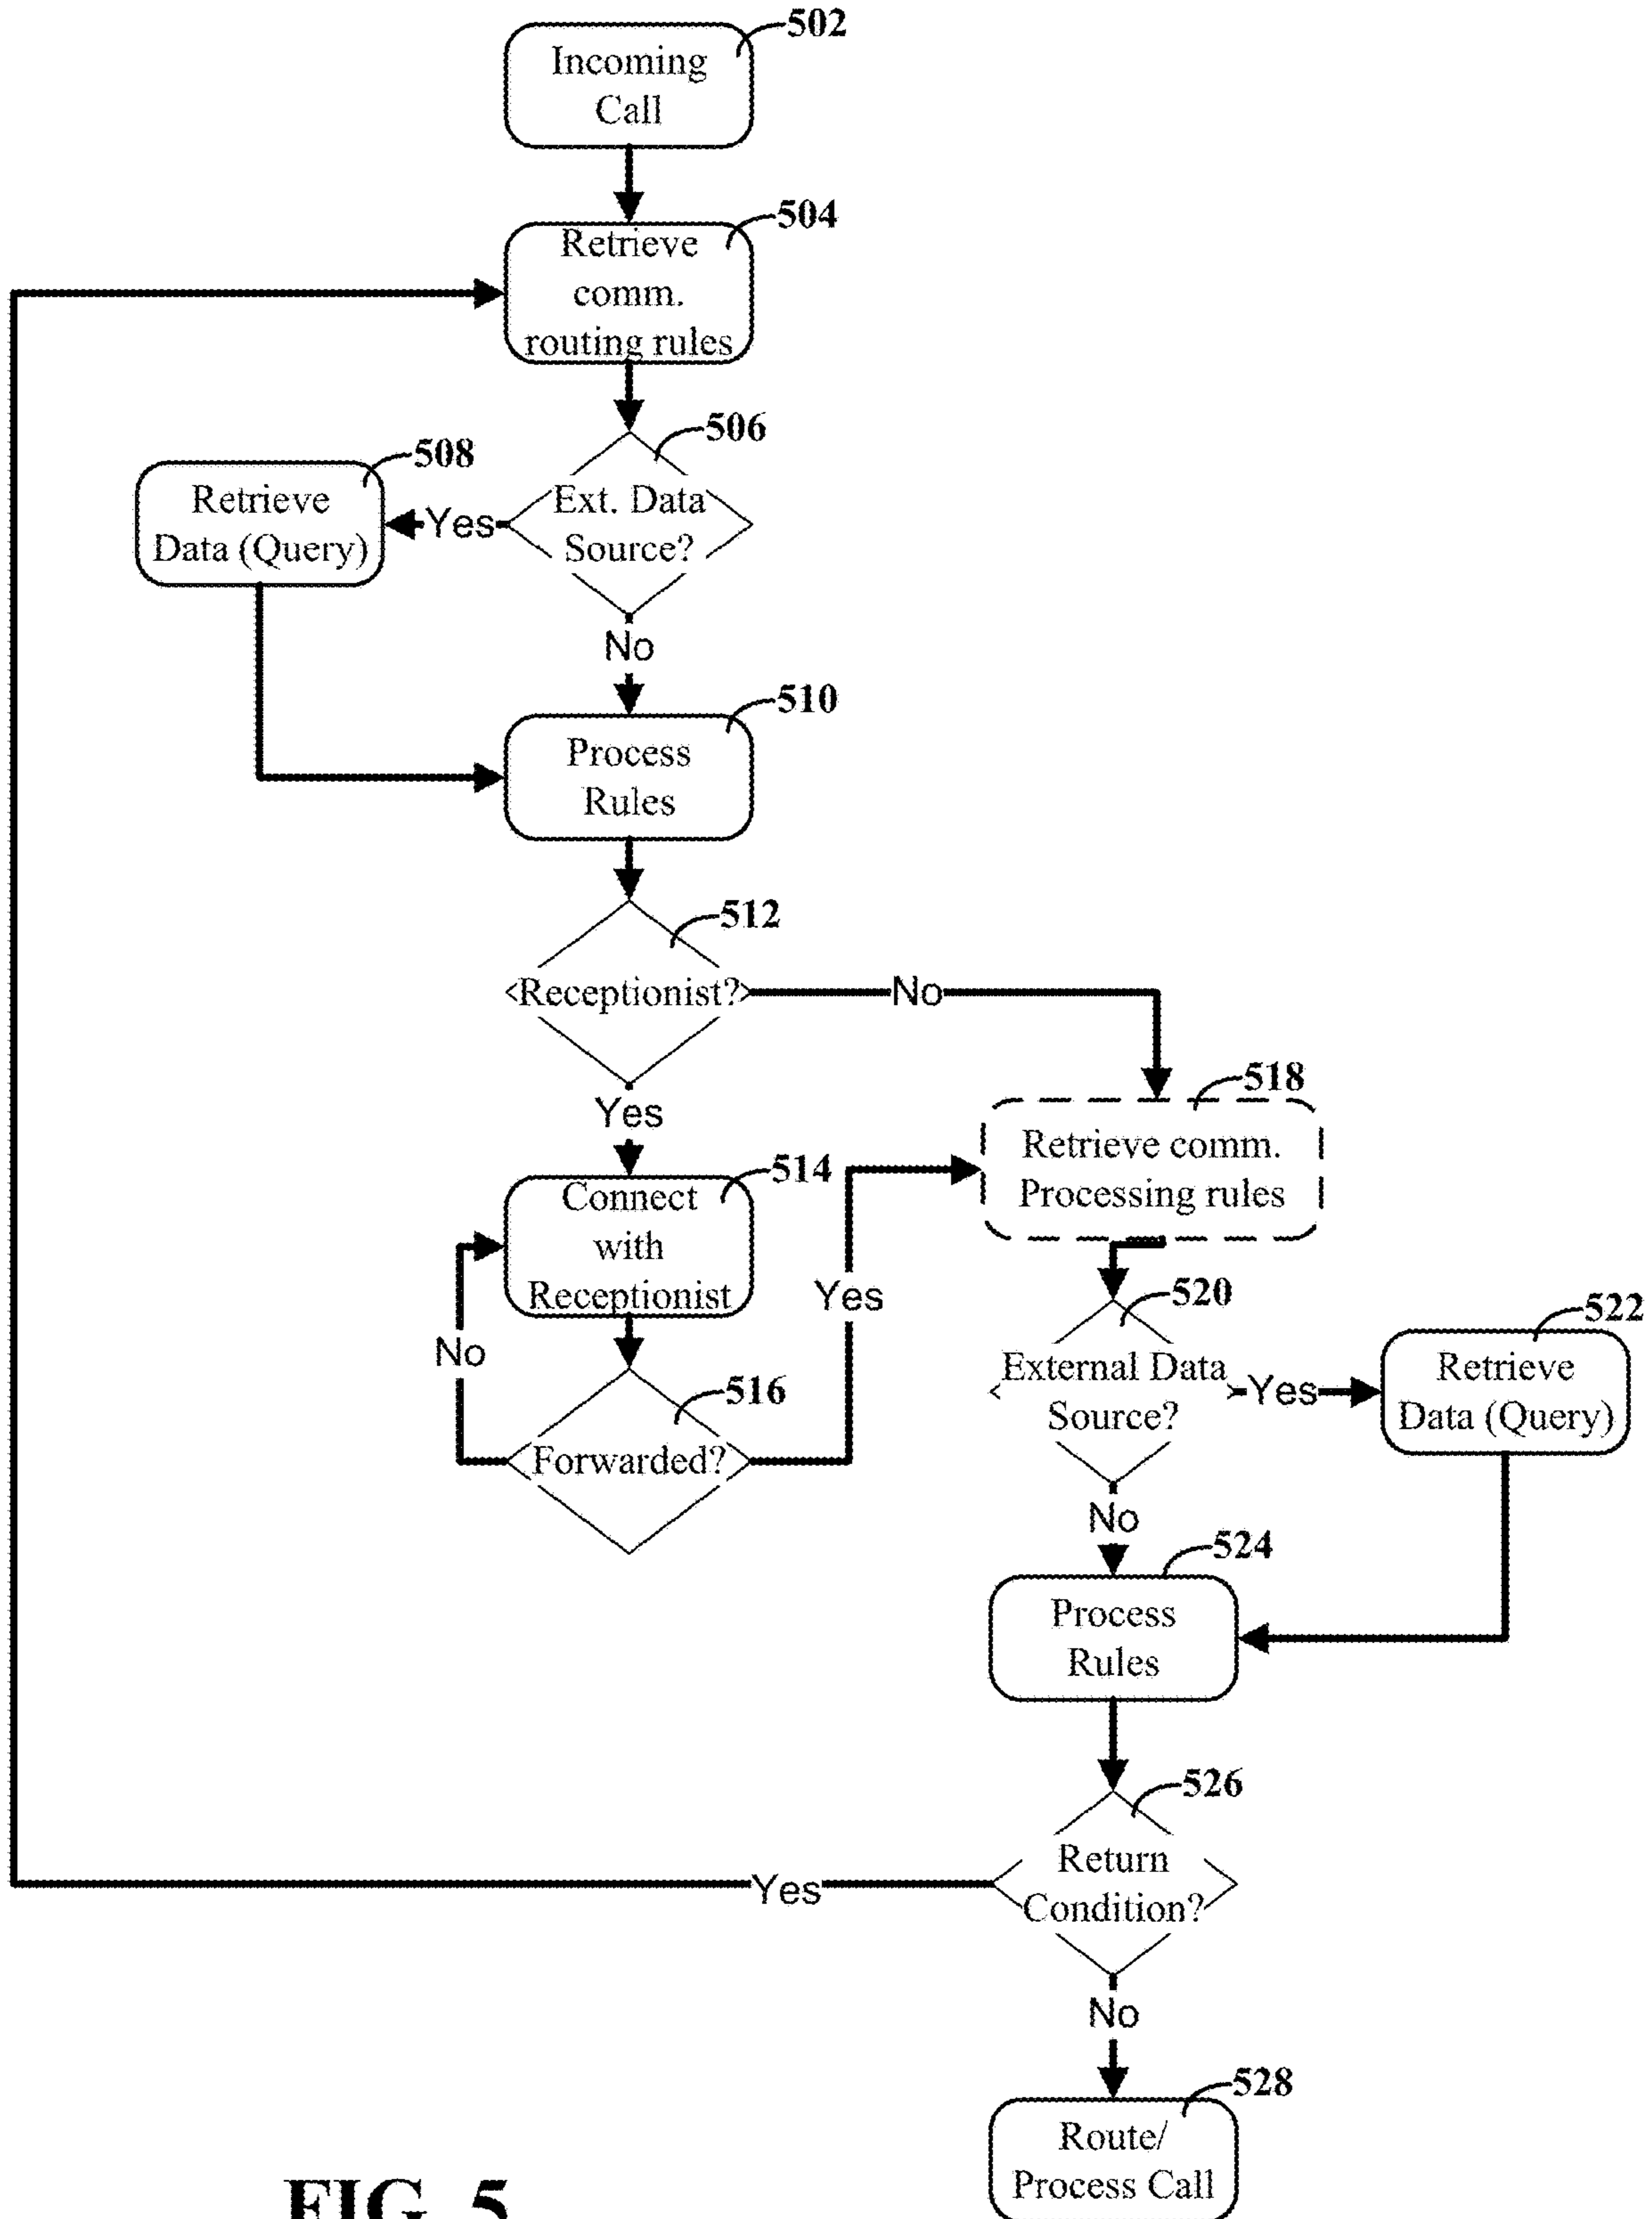 502
Incoming
Call
504
Retrieve
comm.
routing rules
506
Ext. Data
Source?
Yes
508
Retrieve
Data (Query)
No
510
Process
Rules
512
Receptionist?
No
Yes
514
Connect
with
Receptionist
516
Forwarded?
No
Yes
518
Retrieve comm.
Processing rules
520
External Data
Source?
Yes
522
Retrieve
Data (Query)
No
524
Process
Rules
526
Return
Condition?
Yes
No
528
Route/
Process Call
FIG. 5